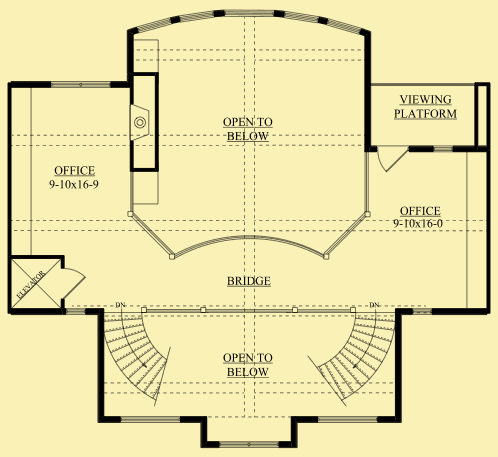 VIEWING
PLATFORM
OPEN TO
BELOW
OFFICE
9-10x16-9
OFFICE
9-10x16-0
ELEVATOR
BRIDGE
DN
DN
OPEN TO
BELOW